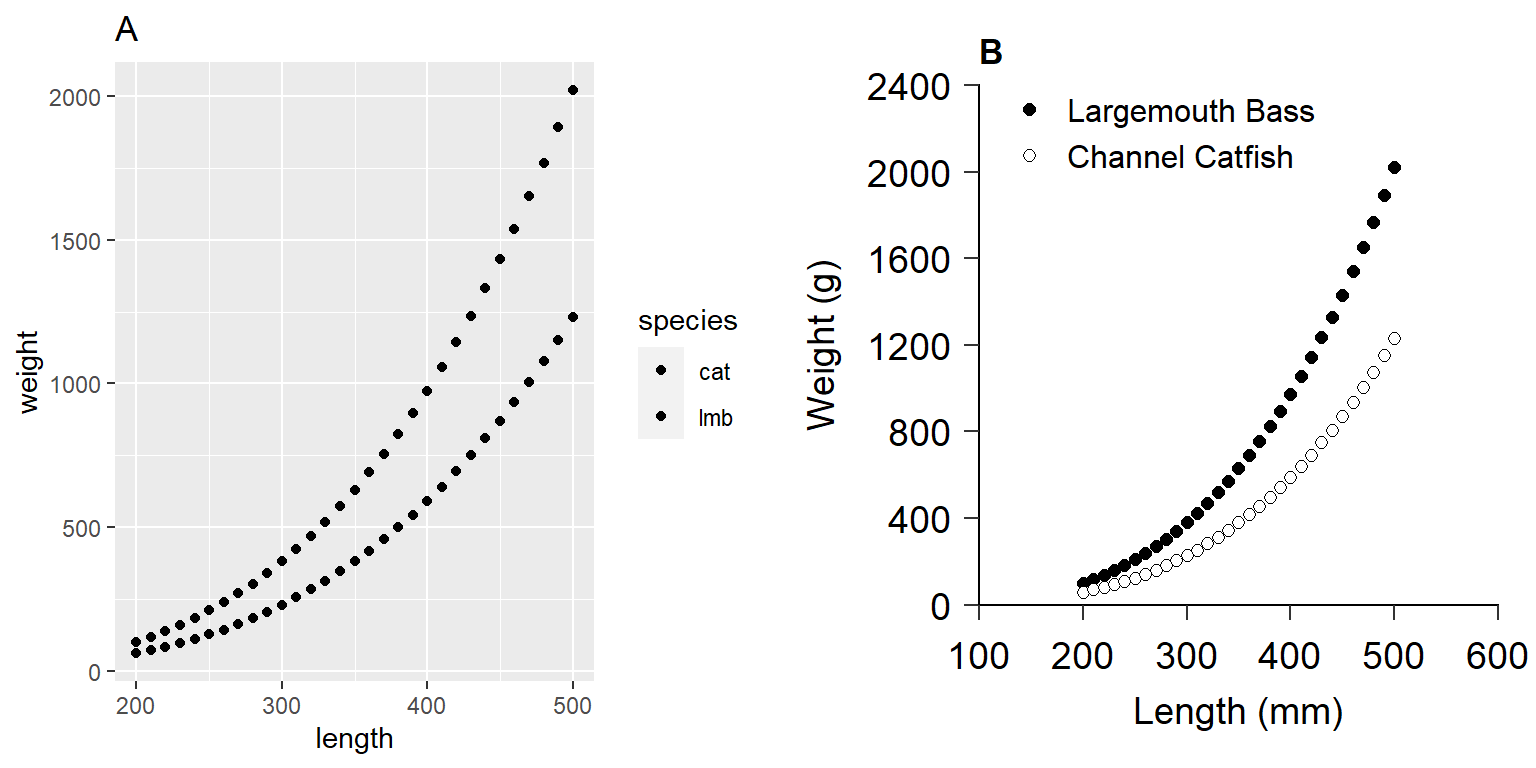 A
2000
1500
1000
500
0
weight
200 300 400 500
length
species
cat
lmb
B
2400
2000
1600
1200
800
400
0
Weight (g)
Largemouth Bass
Channel Catfish
100 200 300 400 500 600
Length (mm)